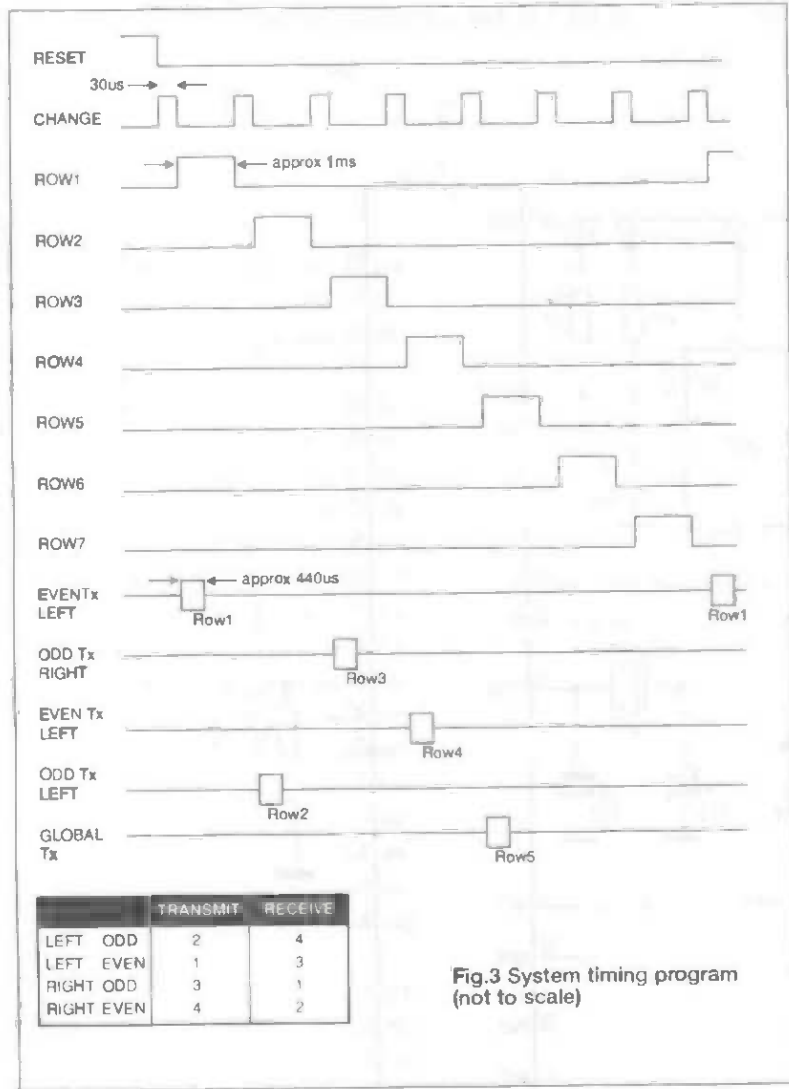 RESET
30us
CHANGE
approx 1ms
ROW1
ROW2
ROW3
ROW4
ROW5
ROW6
ROW7
approx 440us
EVENTx
LEFT
Row1
Row1
ODD Tx
RIGHT
Row3
EVEN Tx
LEFT
Row4
ODD Tx
LEFT
Row2
GLOBAL
Tx
Row5
TRANSMIT RECEIVE
LEFT ODD 2 4
LEFT EVEN 1 3
RIGHT ODD 3 1
RIGHT EVEN 4 2
Fig.3 System timing program
(not to scale)